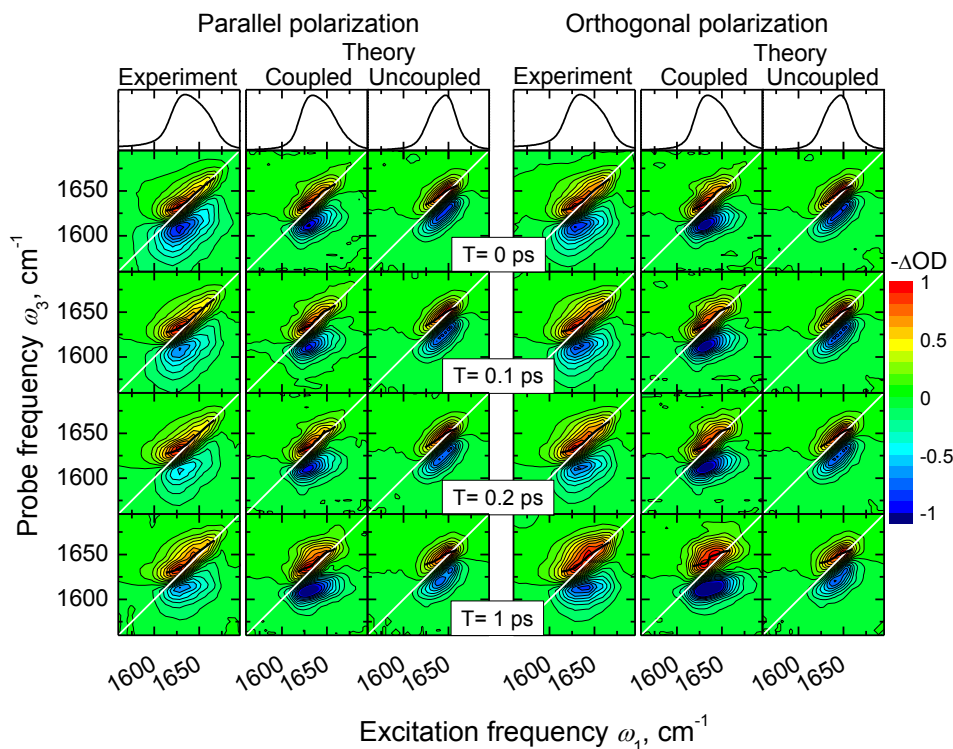 Parallel polarization
Orthogonal polarization
Theory
Theory
Experiment
Coupled
Uncoupled
Experiment
Coupled
Uncoupled
1650
1600
T= 0 ps
-ΔOD
1
0.5
0
-0.5
-1
1650
1600
T= 0.1 ps
1650
1600
T= 0.2 ps
1650
1600
T= 1 ps
Probe frequency ω3, cm-1
1600
1650
1600
1650
1600
1650
1600
1650
1600
1650
1600
1650
Excitation frequency ω1, cm-1